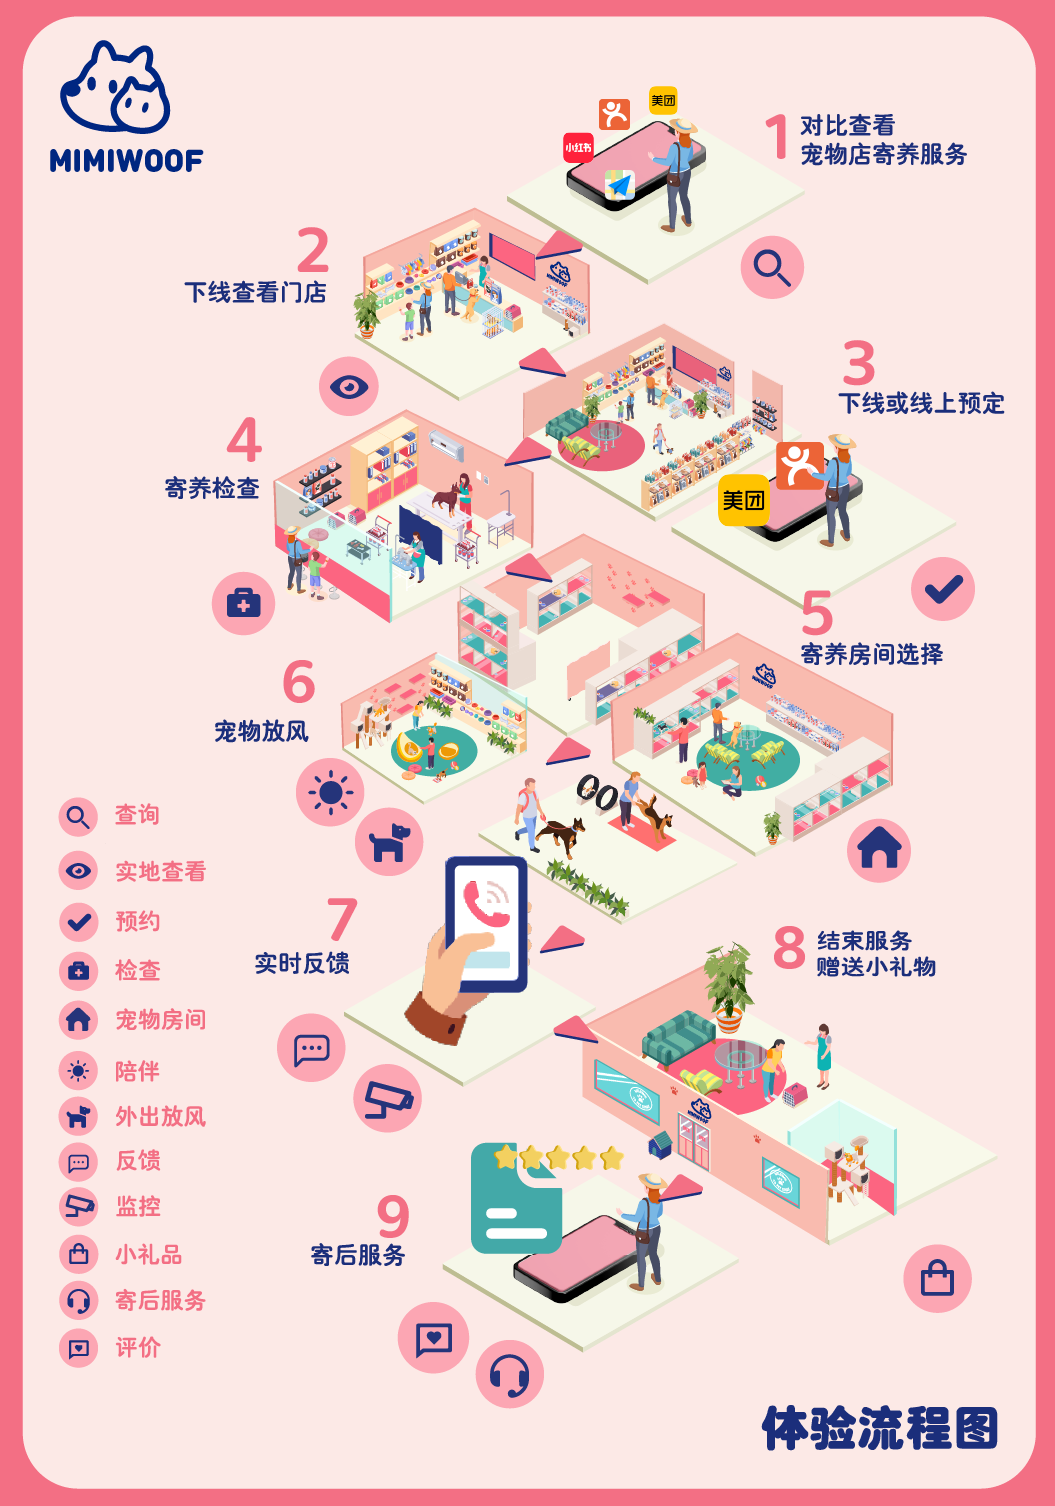 MIMIWOOF
美团
小红书
1
对比查看
宠物店寄养服务
2
下线查看门店
MIMIWOOF
3
下线或线上预定
美团
4
寄养检查
5
寄养房间选择
6
宠物放风
MIMIWOOF
7
实时反馈
8
结束服务
赠送小礼物
MIMIWOOF
9
寄后服务
查询
实地查看
预约
检查
宠物房间
陪伴
外出放风
反馈
监控
小礼品
寄后服务
评价
体验流程图